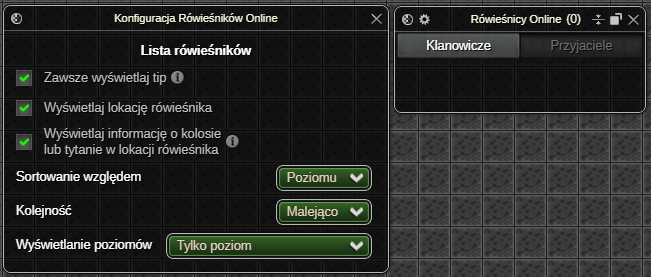 Konfiguracja Rówieśników Online
Lista rówieśników
Zawsze wyświetlaj tip
Wyświetlaj lokację rówieśnika
Wyświetlaj informację o kolosie
lub tytanie w lokacji rówieśnika
Sortowanie względem
Poziomu
Kolejność
Malejąco
Wyświetlanie poziomów
Tylko poziom
Rówieśnicy Online (0)
Klanowicze
Przyjaciele